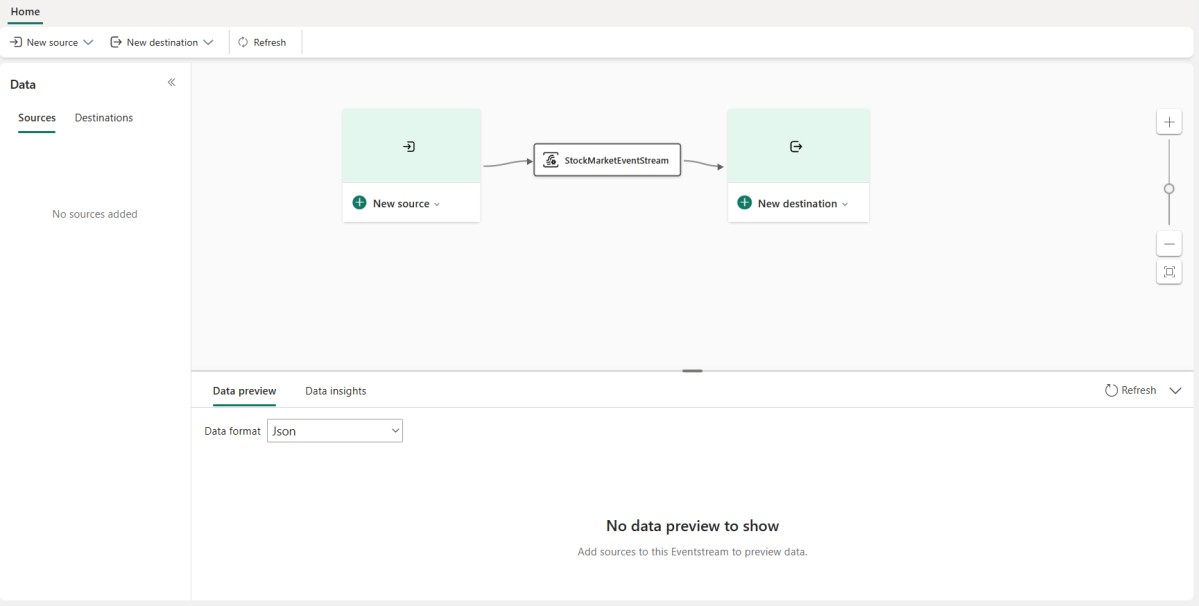 Home
New source
New destination
Refresh
Data
Sources
Destinations
No sources added
New source
StockMarketEventStream
New destination
Data preview
Data insights
Refresh
Data format
Json
No data preview to show
Add sources to this Eventstream to preview data.